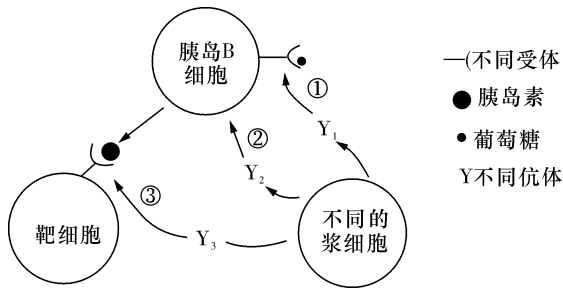 胰岛B
细胞
①
Y1
②
Y2
③
Y3
靶细胞
不同的
浆细胞
—(不同受体
胰岛素
葡萄糖
Y不同伉体